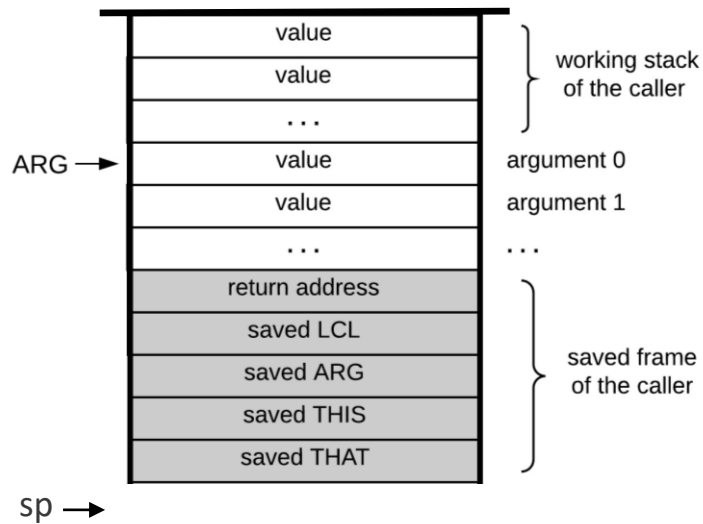 value
value
...
value
value
...
return address
saved LCL
saved ARG
saved THIS
saved THAT
working stack
of the caller
ARG
argument 0
argument 1
...
saved frame
of the caller
sp